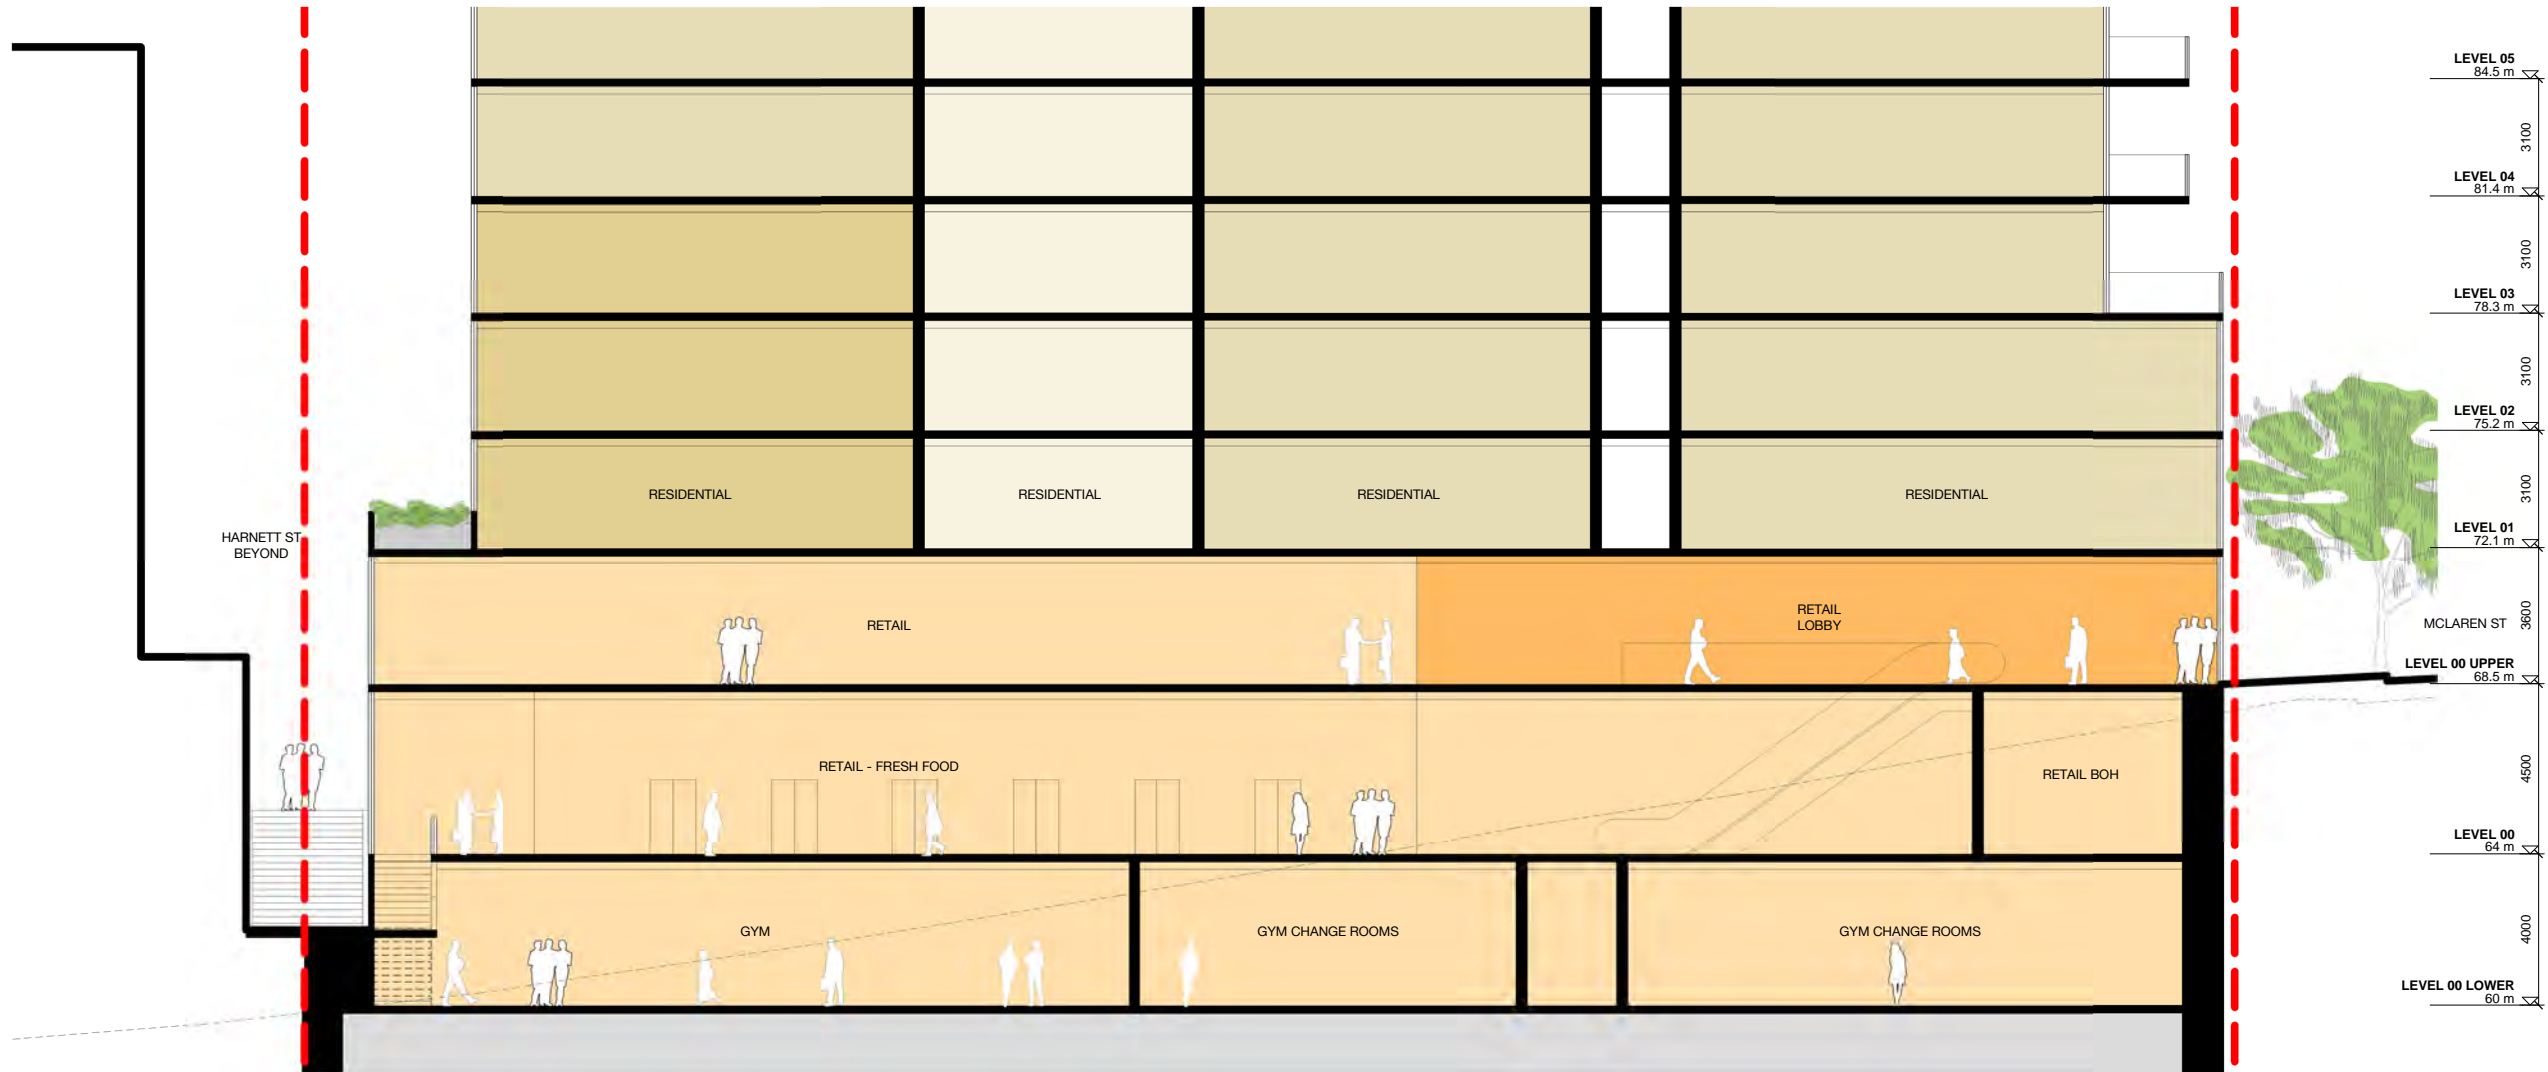 LEVEL 05
84.5 m
3100
LEVEL 04
81.4 m
3100
LEVEL 03
78.3 m
3100
LEVEL 02
75.2 m
3100
RESIDENTIAL
RESIDENTIAL
RESIDENTIAL
RESIDENTIAL
LEVEL 01
72.1 m
HARNETT ST
BEYOND
RETAIL
RETAIL
LOBBY
MCLAREN ST
3600
LEVEL 00 UPPER
68.5 m
RETAIL - FRESH FOOD
RETAIL BOH
4500
LEVEL 00
64 m
GYM
GYM CHANGE ROOMS
GYM CHANGE ROOMS
4000
LEVEL 00 LOWER
60 m